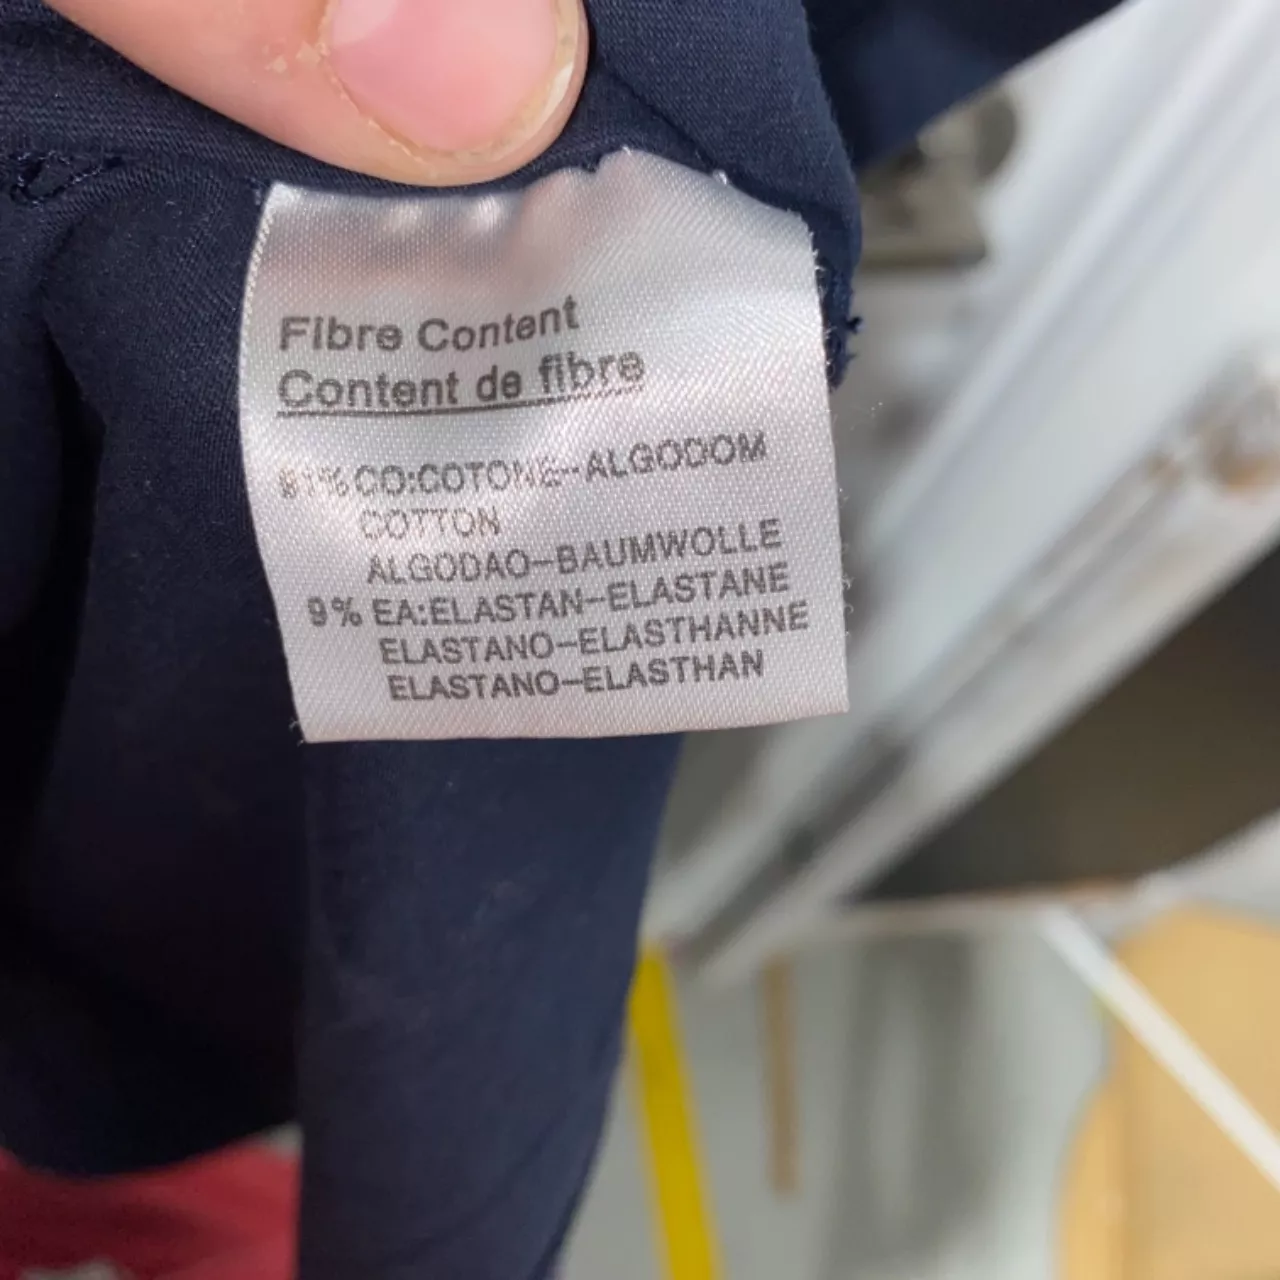 Fibre Content
Content de fibre
91% CO:COTONE-ALGODOM
COTTON
ALGODAO-BAUMWOLLE
9% EA:ELASTAN-ELASTANE
ELASTANO-ELASTHANNE
ELASTANO-ELASTHAN